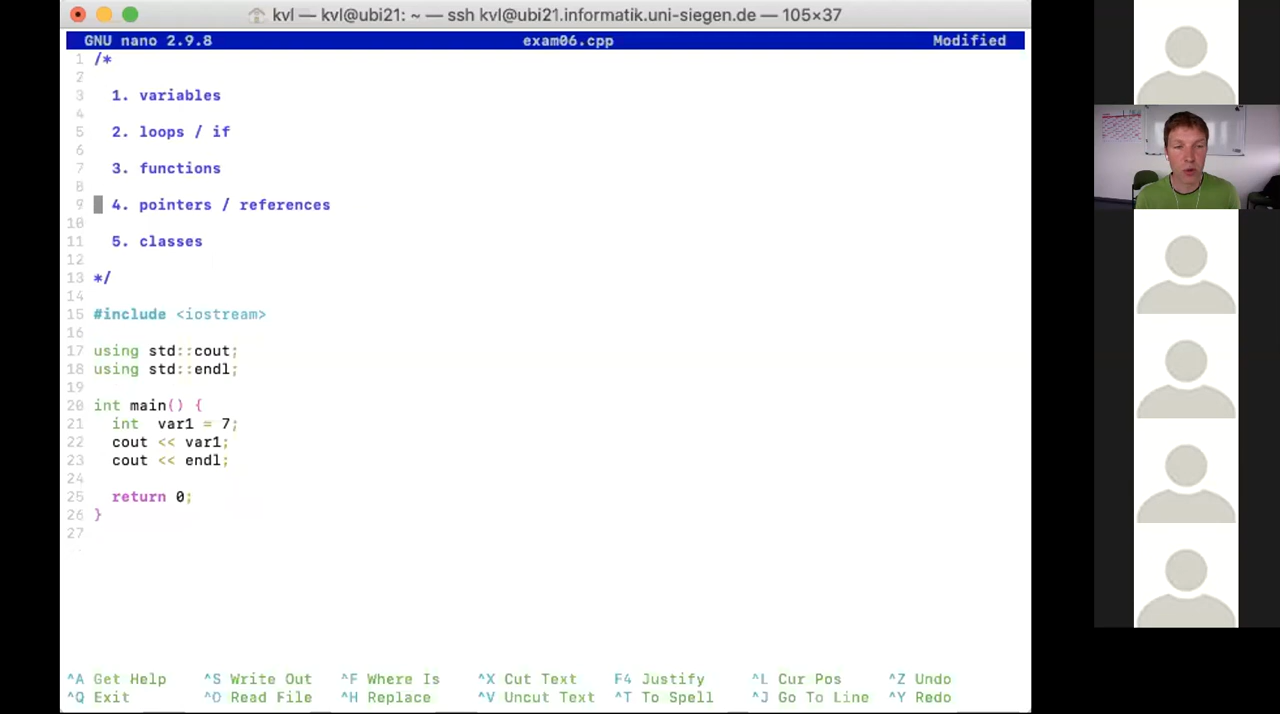 kvl — kvl@ubi21: ~ — ssh kvl@ubi21.informatik.uni-siegen.de — 105×37
GNU nano 2.9.8 exam06.cpp Modified
1 /*
2
3 1. variables
4
5 2. loops / if
6
7 3. functions
8
9 4. pointers / references
10
11 5. classes
12
13 */
14
15 #include <iostream>
16
17 using std::cout;
18 using std::endl;
19
20 int main() {
21 int  var1 = 7;
22 cout << var1;
23 cout << endl;
24
25 return 0;
26 }
27
^A Get Help ^S Write Out ^F Where Is ^X Cut Text F4 Justify ^L Cur Pos ^Z Undo
^Q Exit ^O Read File ^H Replace ^V Uncut Text ^T To Spell ^J Go To Line ^Y Redo